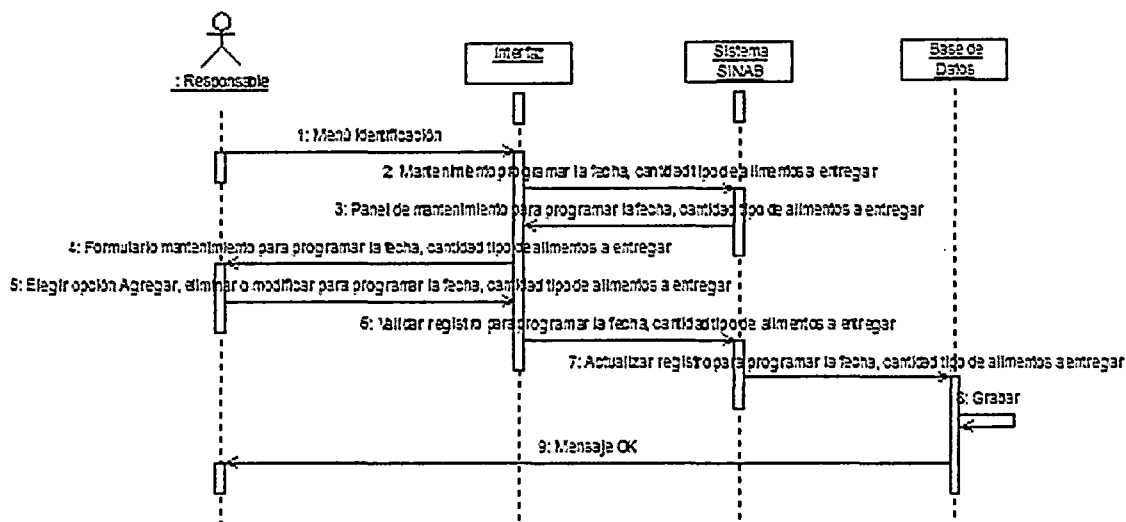 : Responsable
Interfaz
Sistema
SINAB
Base de
Datos
1: Menú Identificación
2: Mantenimiento programar la fecha, cantidad tipo de alimentos a entregar
3: Panel de mantenimiento para programar la fecha, cantidad tipo de alimentos a entregar
4: Formulario mantenimiento para programar la fecha, cantidad tipo de alimentos a entregar
5: Elegir opción Agregar, eliminar o modificar para programar la fecha, cantidad tipo de alimentos a entregar
6: Validar registro para programar la fecha, cantidad tipo de alimentos a entregar
7: Actualizar registro para programar la fecha, cantidad tipo de alimentos a entregar
8: Grabar
9: Mensaje OK